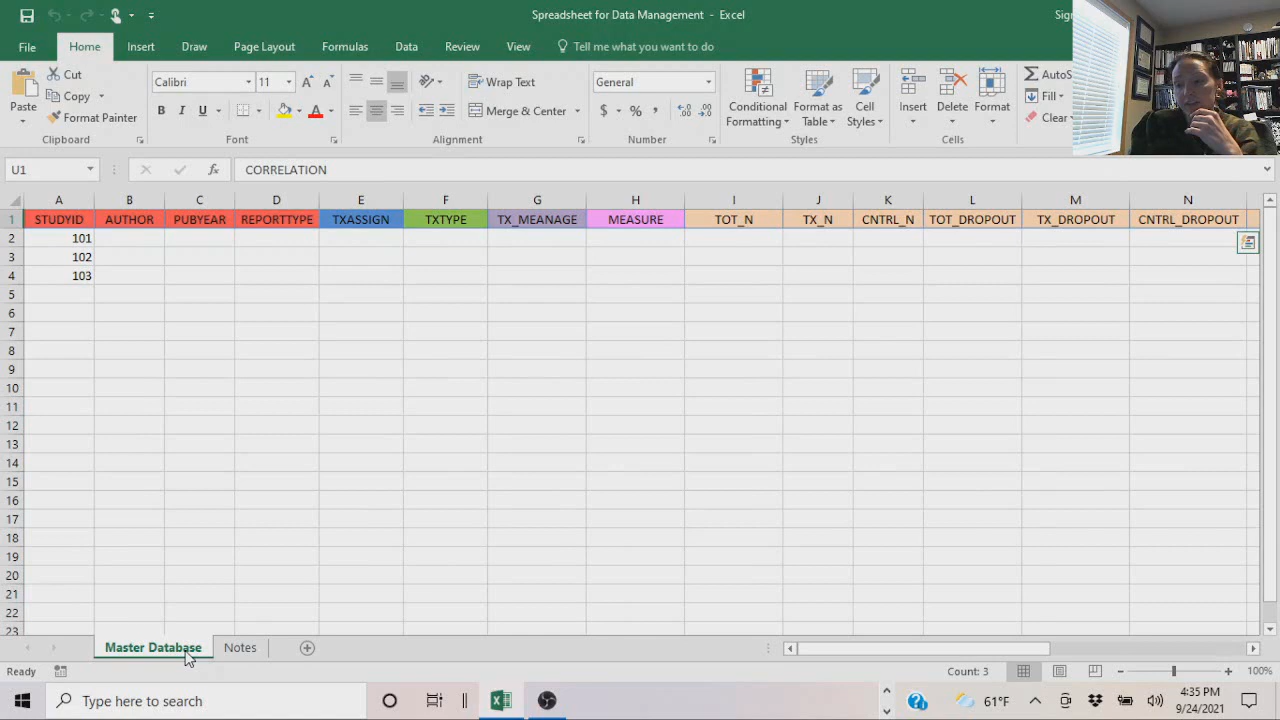 Spreadsheet for Data Management - Excel
Sig
File Home Insert Draw Page Layout Formulas Data Review View Tell me what you want to do
Paste Cut Copy Format Painter
Calibri 11
B I U A
Wrap Text
Merge & Center
General
$ % ,
Conditional Formatting
Format as Table
Cell Styles
Insert Delete Format
AutoS
Fill
Clear
Clipboard Font Alignment Number Styles Cells
U1 fx CORRELATION
A B C D E F G H I J K L M N
1 STUDYID AUTHOR PUBYEAR REPORTTYPE TXASSIGN TXTYPE TX_MEANAGE MEASURE TOT_N TX_N CNTRL_N TOT_DROPOUT TX_DROPOUT CNTRL_DROPOUT
2 101
3 102
4 103
5
6
7
8
9
10
11
12
13
14
15
16
17
18
19
20
21
22
23
Master Database Notes
Ready Count: 3 100%
Type here to search 61°F 4:35 PM
9/24/2021